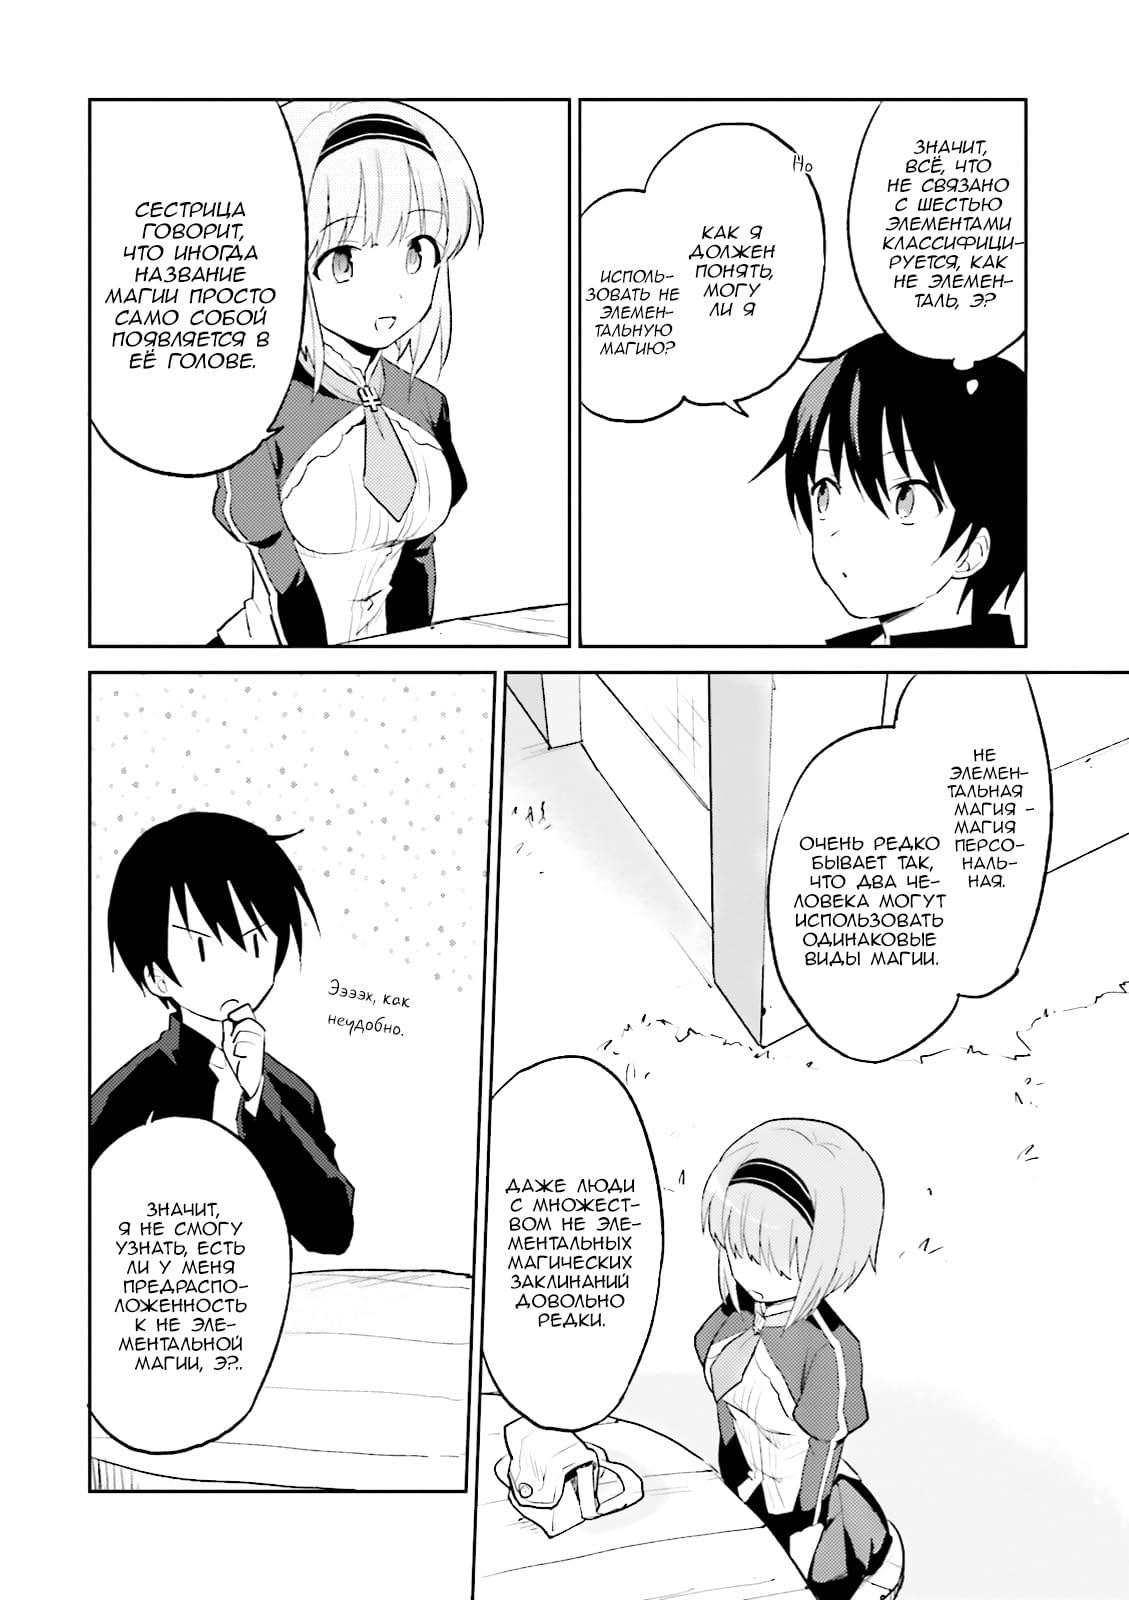 ЗНАЧИТ,
ВСЁ, ЧТО
НЕ СВЯЗАНО
С ШЕСТЬЮ
ЭЛЕМЕНТАМИ
КЛАССИФИЦИ-
РУЕТСЯ, КАК
НЕ ЭЛЕМЕН-
ТАЛЬ, Э?
Но
КАК Я
ДОЛЖЕН
ПОНЯТЬ,
МОГУ
ЛИ Я
ИСПОЛЬ-
ЗОВАТЬ НЕ
ЭЛЕМЕН-
ТАЛЬНУЮ
МАГИЮ?
СЕСТРИЦА
ГОВОРИТ,
ЧТО ИНОГДА
НАЗВАНИЕ
МАГИИ ПРОСТО
САМО СОБОЙ
ПОЯВЛЯЕТСЯ В
ЕЁ ГОЛОВЕ.
НЕ
ЭЛЕМЕН-
ТАЛЬНАЯ
МАГИЯ -
МАГИЯ
ПЕРСО-
НАЛЬ-
НАЯ.
ОЧЕНЬ РЕДКО
БЫВАЕТ ТАК,
ЧТО ДВА ЧЕ-
ЛОВЕКА МОГУТ
ИСПОЛЬЗОВАТЬ
ОДИНАКОВЫЕ
ВИДЫ МАГИИ.
ДАЖЕ ЛЮДИ
С МНОЖЕСТ-
ВОМ НЕ ЭЛЕ-
МЕНТАЛЬНЫХ
МАГИЧЕСКИХ
ЗАКЛИНАНИЙ
ДОВОЛЬНО
РЕДКИ.
Ээээх, как
неудобно.
ЗНАЧИТ,
Я НЕ СМОГУ
УЗНАТЬ, ЕСТЬ
ЛИ У МЕНЯ
ПРЕДРАСПО-
ЛОЖЕННОСТЬ
К НЕ ЭЛЕ-
МЕНТАЛЬНОЙ
МАГИИ, Э?..